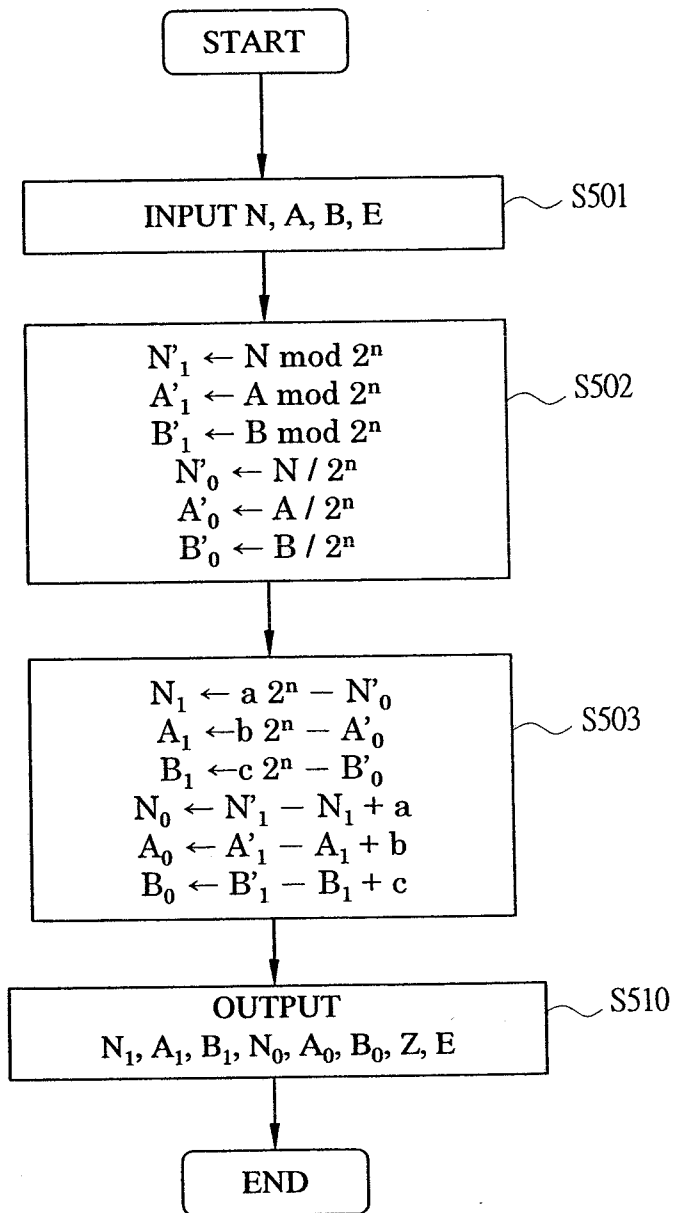 START
INPUT N, A, B, E
S501
N'₁ ← N mod 2ⁿ
A'₁ ← A mod 2ⁿ
B'₁ ← B mod 2ⁿ
N'₀ ← N / 2ⁿ
A'₀ ← A / 2ⁿ
B'₀ ← B / 2ⁿ
S502
N₁ ← a 2ⁿ − N'₀
A₁ ←b 2ⁿ − A'₀
B₁ ←c 2ⁿ − B'₀
N₀ ← N'₁ − N₁ + a
A₀ ← A'₁ − A₁ + b
B₀ ← B'₁ − B₁ + c
S503
OUTPUT
N₁, A₁, B₁, N₀, A₀, B₀, Z, E
S510
END